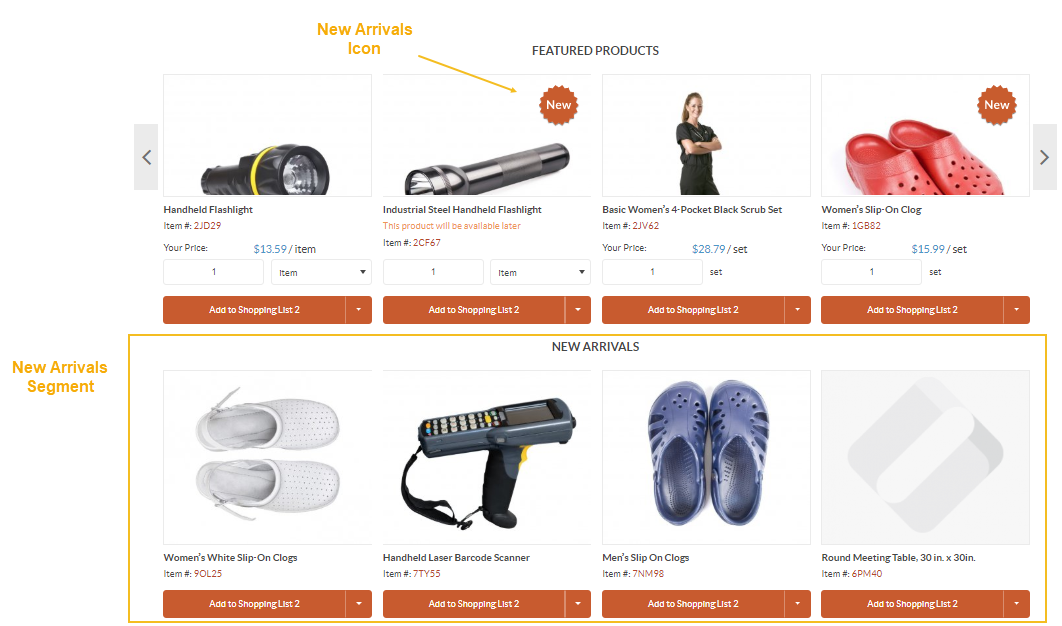 New Arrivals
Icon
FEATURED PRODUCTS
New
New
Handheld Flashlight
Item #: 2JD29
Your Price: $13.59 / item
1 Item
Add to Shopping List 2
Industrial Steel Handheld Flashlight
This product will be available later
Item #: 2CF67
1 Item
Add to Shopping List 2
Basic Women's 4-Pocket Black Scrub Set
Item #: 2JV62
Your Price: $28.79 / set
1 set
Add to Shopping List 2
Women's Slip-On Clog
Item #: 1GB82
Your Price: $15.99 / set
1 set
Add to Shopping List 2
New Arrivals
Segment
NEW ARRIVALS
Women's White Slip-On Clogs
Item #: 9OL25
Add to Shopping List 2
Handheld Laser Barcode Scanner
Item #: 7TY55
Add to Shopping List 2
Men's Slip On Clogs
Item #: 7NM98
Add to Shopping List 2
Round Meeting Table, 30 in. x 30in.
Item #: 6PM40
Add to Shopping List 2